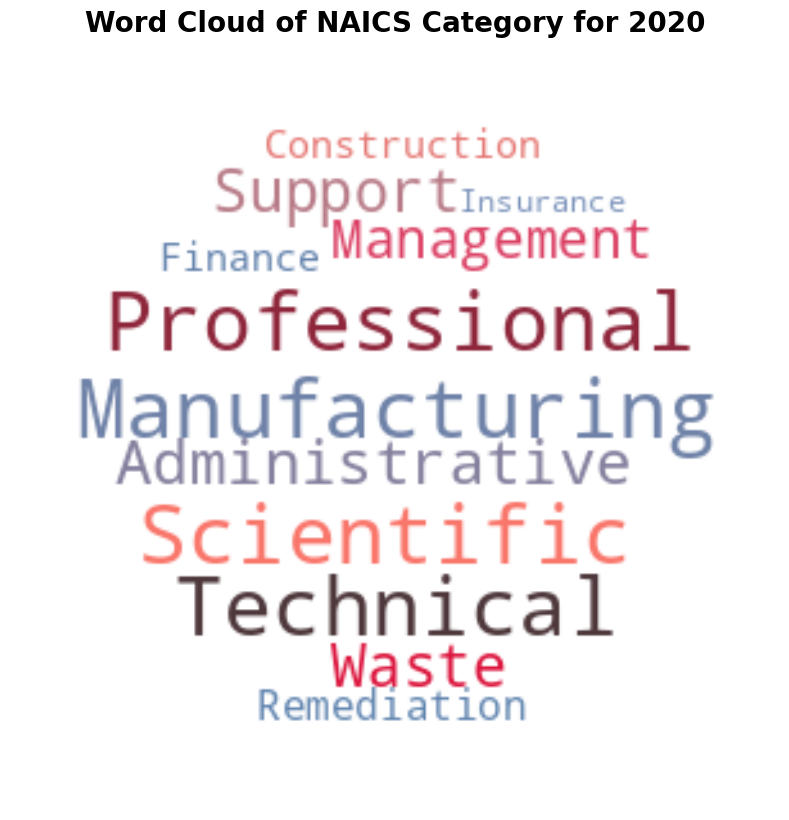 Word Cloud of NAICS Category for 2020
Construction
Support Insurance
Management
Finance
Professional
Manufacturing
Administrative
Scientific
Technical
Waste
Remediation